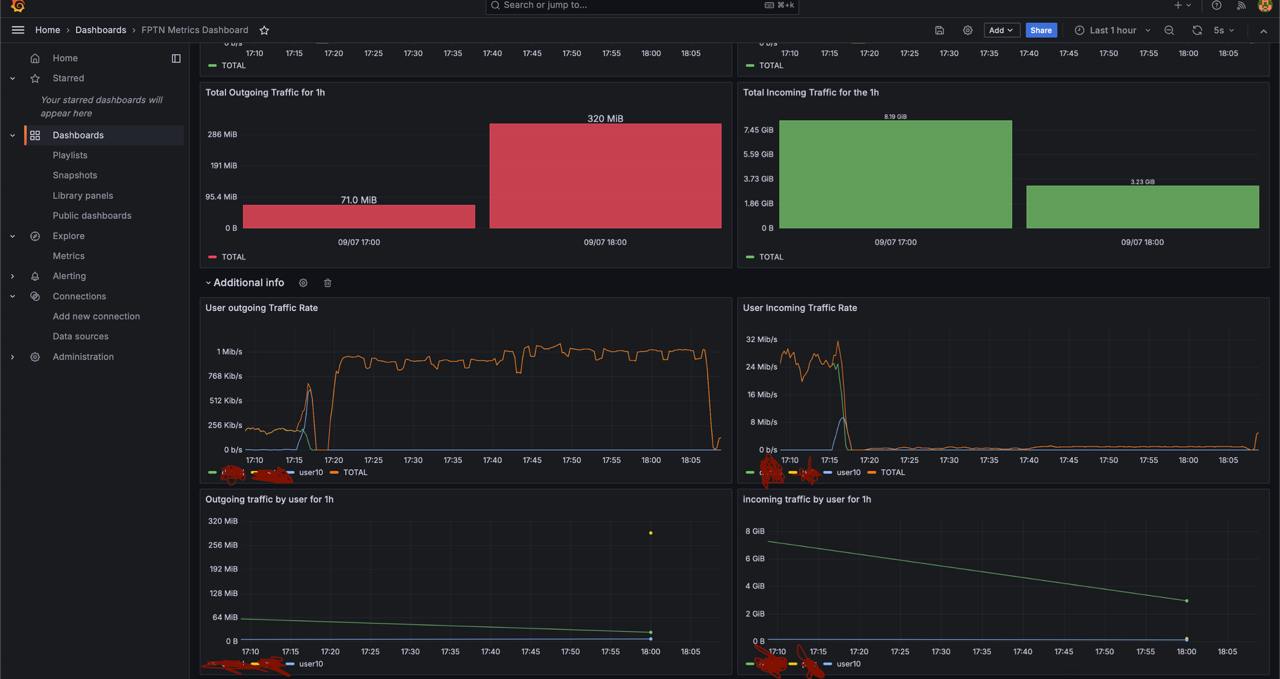 Search or jump to...
⌘+k
Home > Dashboards > FPTN Metrics Dashboard
Add
Share
Last 1 hour
5s
Home
Starred
Your starred dashboards will
appear here
Dashboards
Playlists
Snapshots
Library panels
Public dashboards
Explore
Metrics
Alerting
Connections
Add new connection
Data sources
Administration
0 b/s
17:10 17:15 17:20 17:25 17:30 17:35 17:40 17:45 17:50 17:55 18:00 18:05
TOTAL
0 b/s
17:10 17:15 17:20 17:25 17:30 17:35 17:40 17:45 17:50 17:55 18:00 18:05
TOTAL
Total Outgoing Traffic for 1h
320 MiB
286 MiB
191 MiB
95.4 MiB
71.0 MiB
0 B
09/07 17:00 09/07 18:00
TOTAL
Total Incoming Traffic for the 1h
8.19 GiB
7.45 GiB
5.59 GiB
3.73 GiB
3.23 GiB
1.86 GiB
0 B
09/07 17:00 09/07 18:00
TOTAL
Additional info
User outgoing Traffic Rate
1 Mib/s
768 Kib/s
512 Kib/s
256 Kib/s
0 b/s
17:10 17:15 17:20 17:25 17:30 17:35 17:40 17:45 17:50 17:55 18:00 18:05
user10 TOTAL
User Incoming Traffic Rate
32 Mib/s
24 Mib/s
16 Mib/s
8 Mib/s
0 b/s
17:10 17:15 17:20 17:25 17:30 17:35 17:40 17:45 17:50 17:55 18:00 18:05
user10 TOTAL
Outgoing traffic by user for 1h
320 MiB
256 MiB
192 MiB
128 MiB
64 MiB
0 B
17:10 17:15 17:20 17:25 17:30 17:35 17:40 17:45 17:50 17:55 18:00 18:05
user10
incoming traffic by user for 1h
8 GiB
6 GiB
4 GiB
2 GiB
0 B
17:10 17:15 17:20 17:25 17:30 17:35 17:40 17:45 17:50 17:55 18:00 18:05
user10